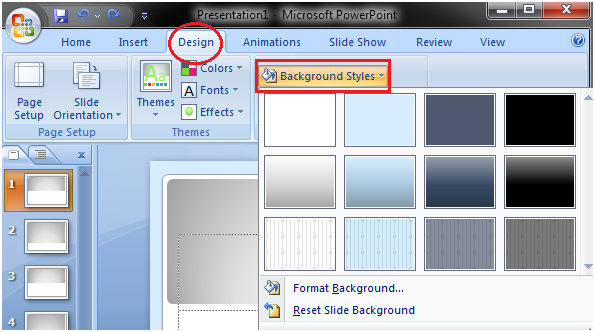 Presentation1 - Microsoft PowerPoint
Home Insert Design Animations Slide Show Review View
Page Setup
Slide Orientation
Themes
Colors
Fonts
Effects
Background Styles
Page Setup Themes
1
2
3
4
Format Background...
Reset Slide Background